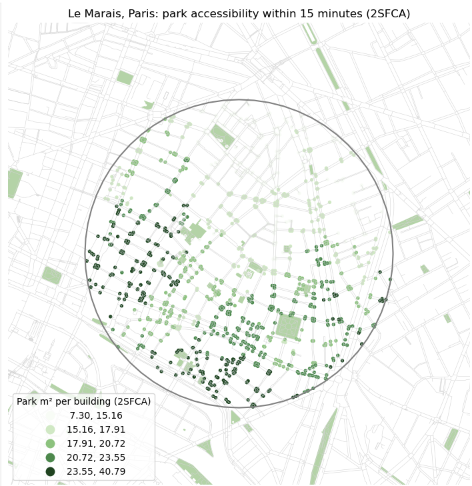 Le Marais, Paris: park accessibility within 15 minutes (2SFCA)
Park m² per building (2SFCA)
7.30, 15.16
15.16, 17.91
17.91, 20.72
20.72, 23.55
23.55, 40.79